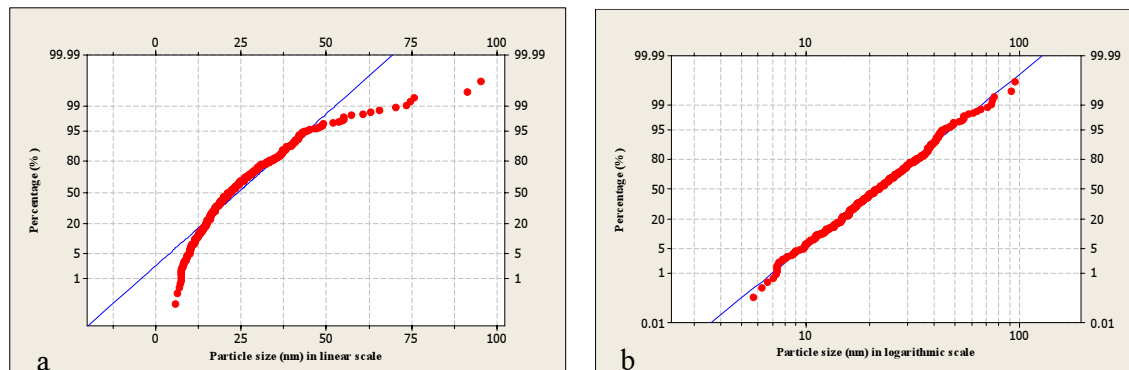 0 25 50 75 100
99.99 99.99
99 99
95 95
80 80
50 50
20 20
5 5
1 1
Percentage (% )
0 25 50 75 100
Particle size (nm) in linear scale
a
10 100
99.99 99.99
99 99
95 95
80 80
50 50
20 20
5 5
1 1
0.01 0.01
Percentage (% )
10 100
Particle size (nm) in logarithmic scale
b